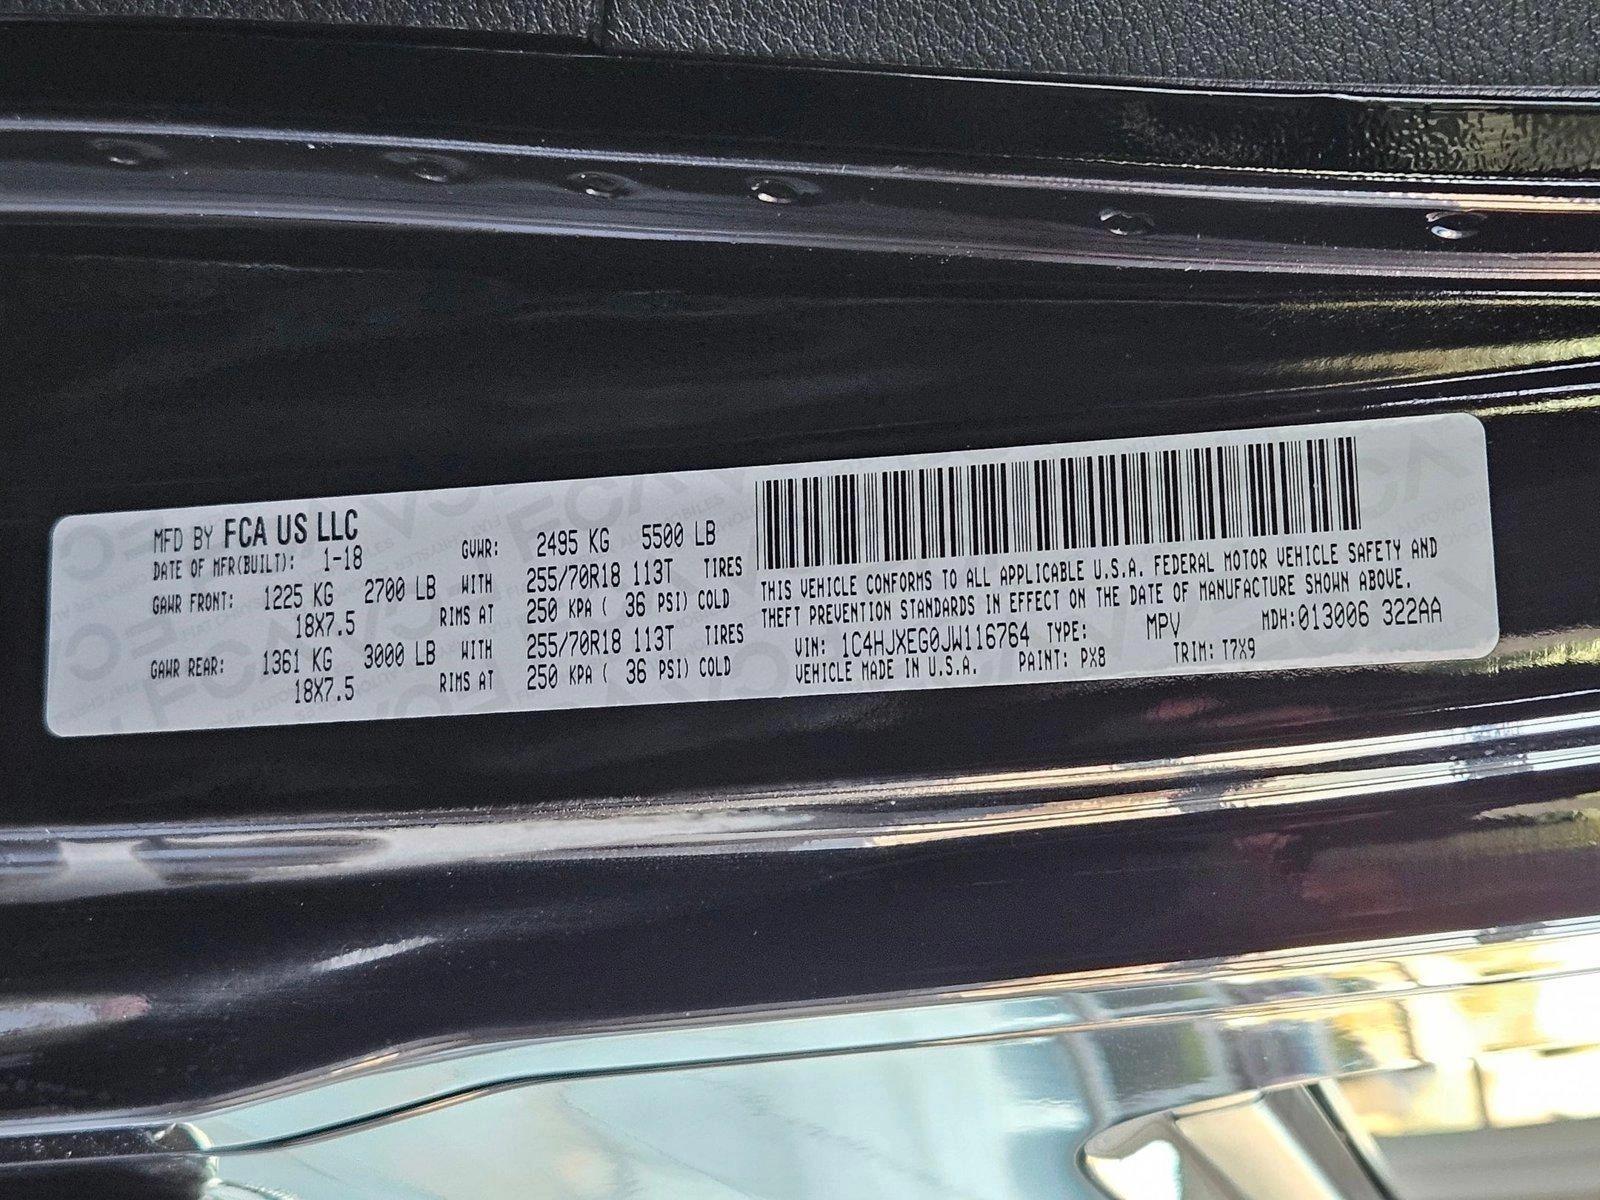 MFD BY FCA US LLC
DATE OF MFR(BUILT): 1-18
GVWR: 2495 KG 5500 LB
GAWR FRONT: 1225 KG 2700 LB WITH 255/70R18 113T TIRES
18X7.5 RIMS AT 250 KPA ( 36 PSI) COLD
GAWR REAR: 1361 KG 3000 LB WITH 255/70R18 113T TIRES
18X7.5 RIMS AT 250 KPA ( 36 PSI) COLD
THIS VEHICLE CONFORMS TO ALL APPLICABLE U.S.A. FEDERAL MOTOR VEHICLE SAFETY AND
THEFT PREVENTION STANDARDS IN EFFECT ON THE DATE OF MANUFACTURE SHOWN ABOVE.
VIN: 1C4HJXEG0JW116764 TYPE: MPV MDH:013006 322AA
VEHICLE MADE IN U.S.A. PAINT: PX8 TRIM: T7X9